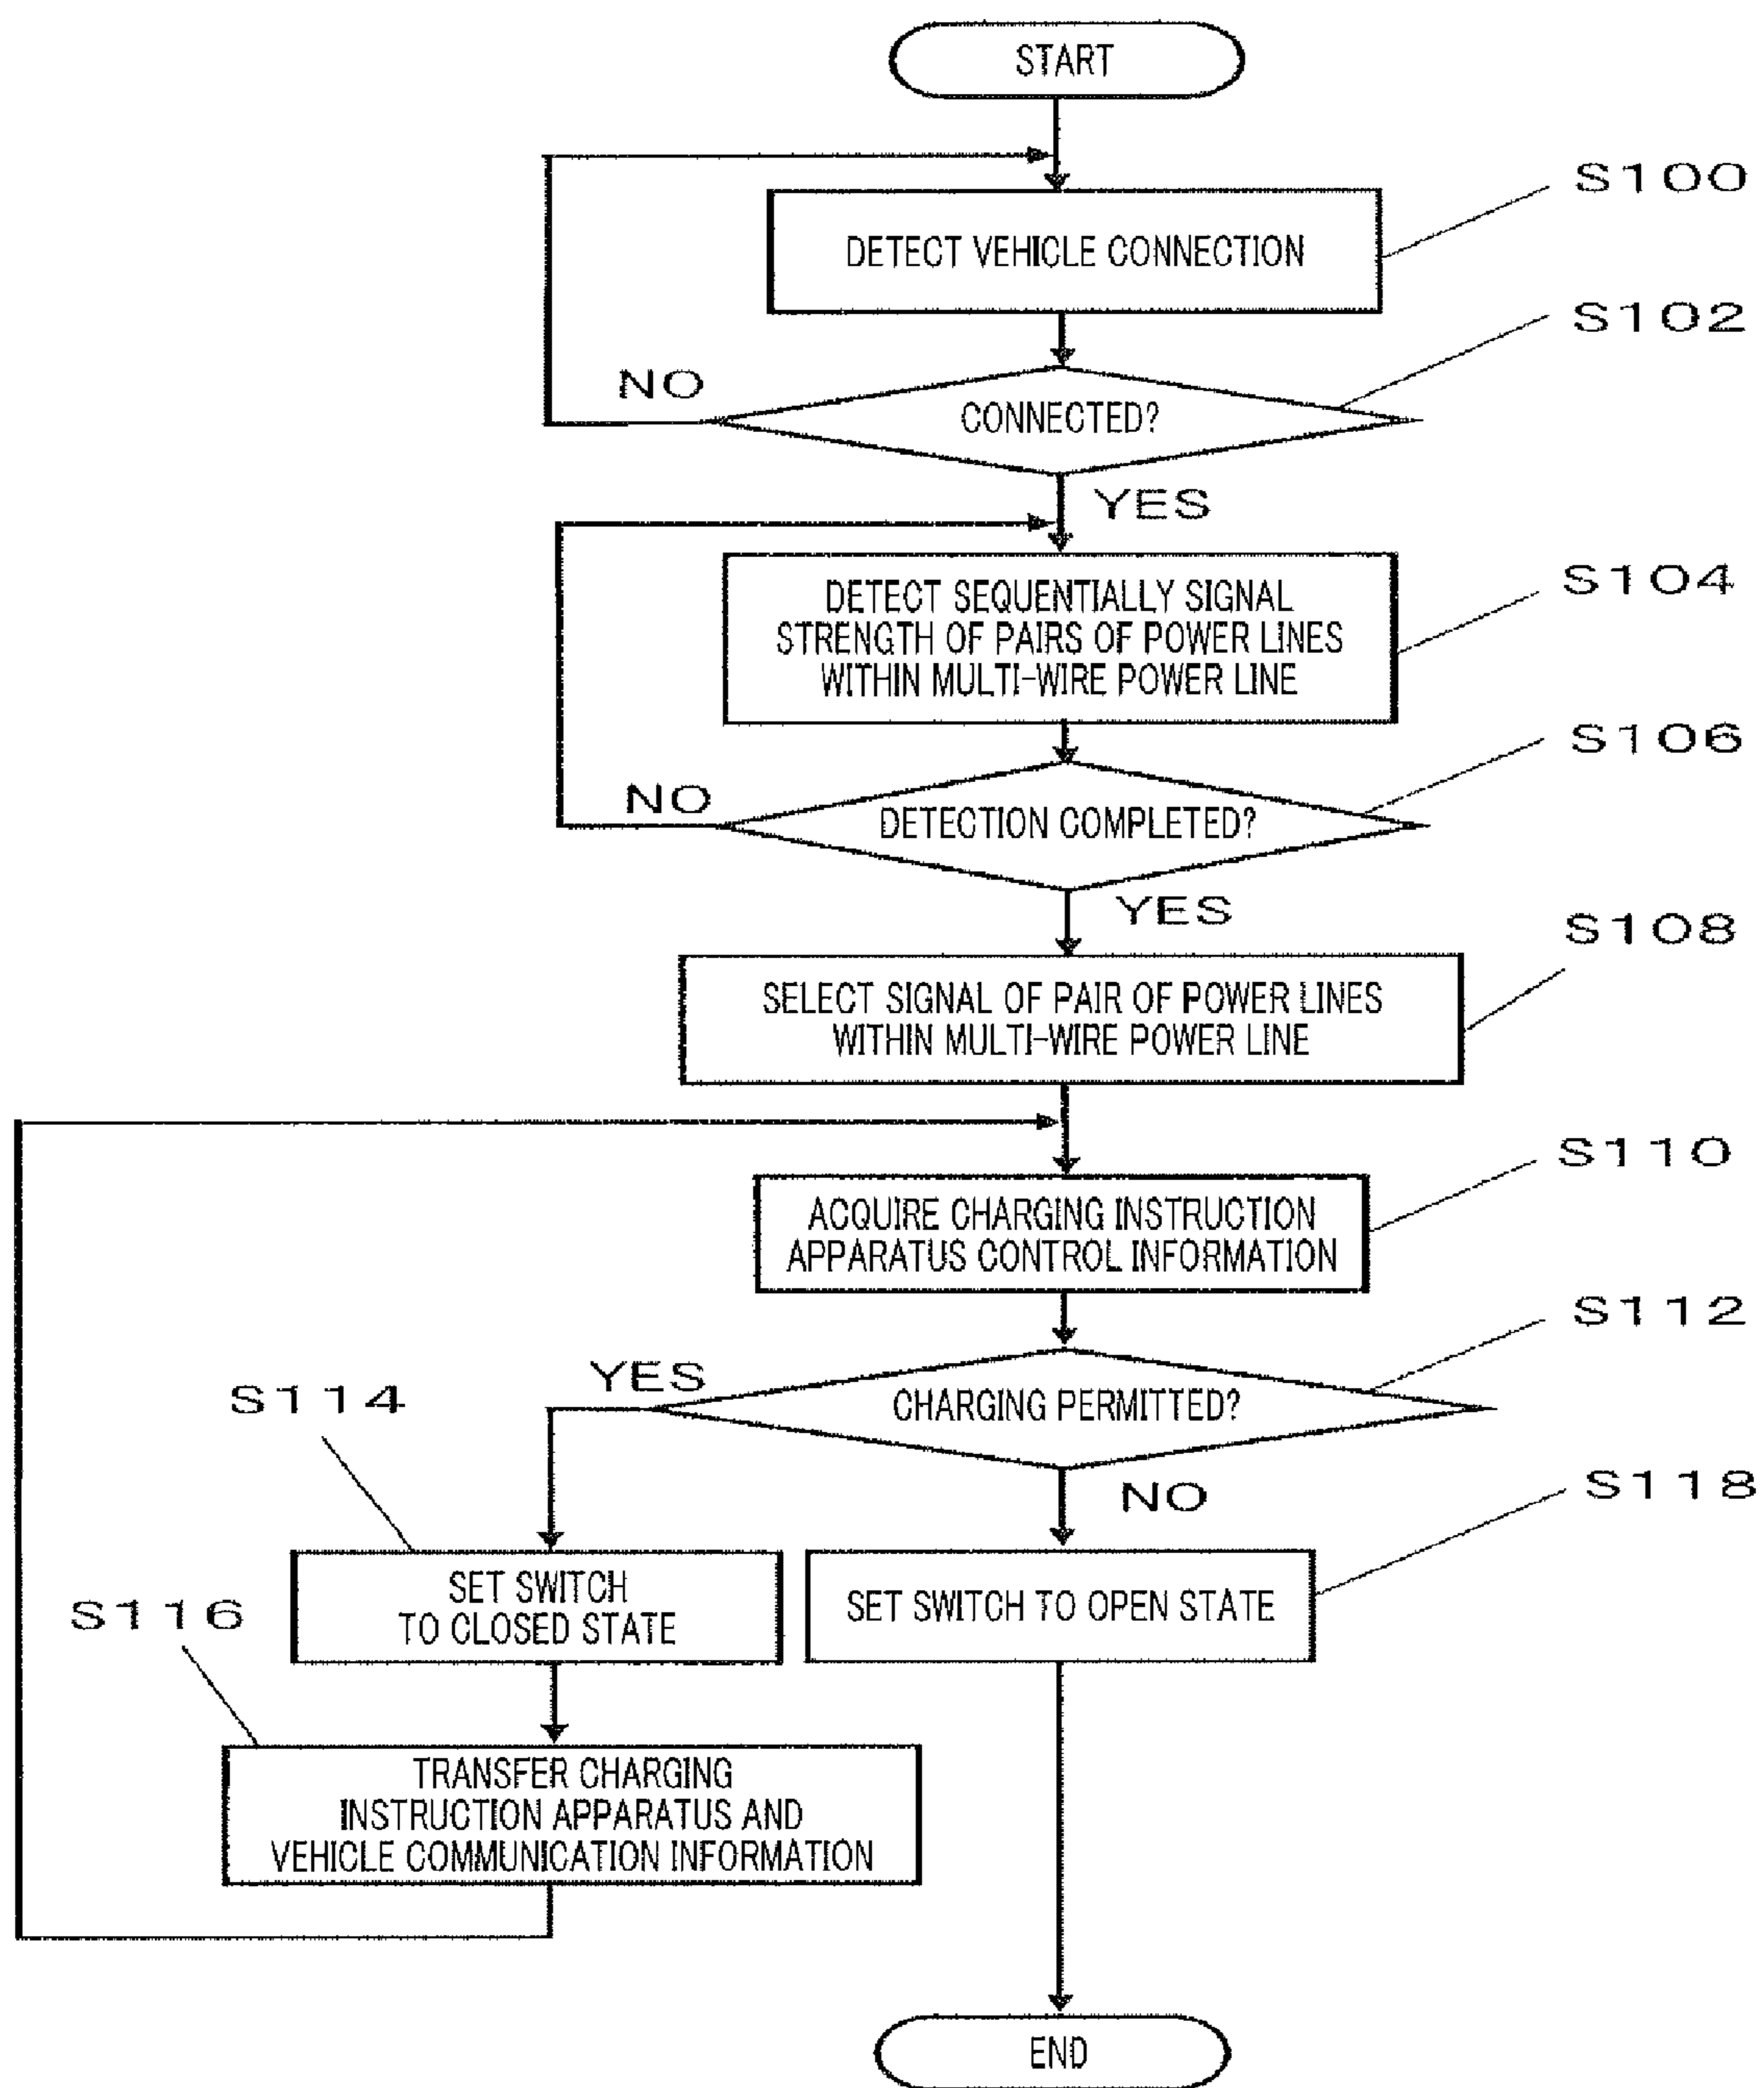 START
S100
DETECT VEHICLE CONNECTION
S102
NO
CONNECTED?
YES
S104
DETECT SEQUENTIALLY SIGNAL
STRENGTH OF PAIRS OF POWER LINES
WITHIN MULTI-WIRE POWER LINE
S106
NO
DETECTION COMPLETED?
YES
S108
SELECT SIGNAL OF PAIR OF POWER LINES
WITHIN MULTI-WIRE POWER LINE
S110
ACQUIRE CHARGING INSTRUCTION
APPARATUS CONTROL INFORMATION
S112
YES
CHARGING PERMITTED?
S114
NO
S118
SET SWITCH
TO CLOSED STATE
SET SWITCH TO OPEN STATE
S116
TRANSFER CHARGING
INSTRUCTION APPARATUS AND
VEHICLE COMMUNICATION INFORMATION
END